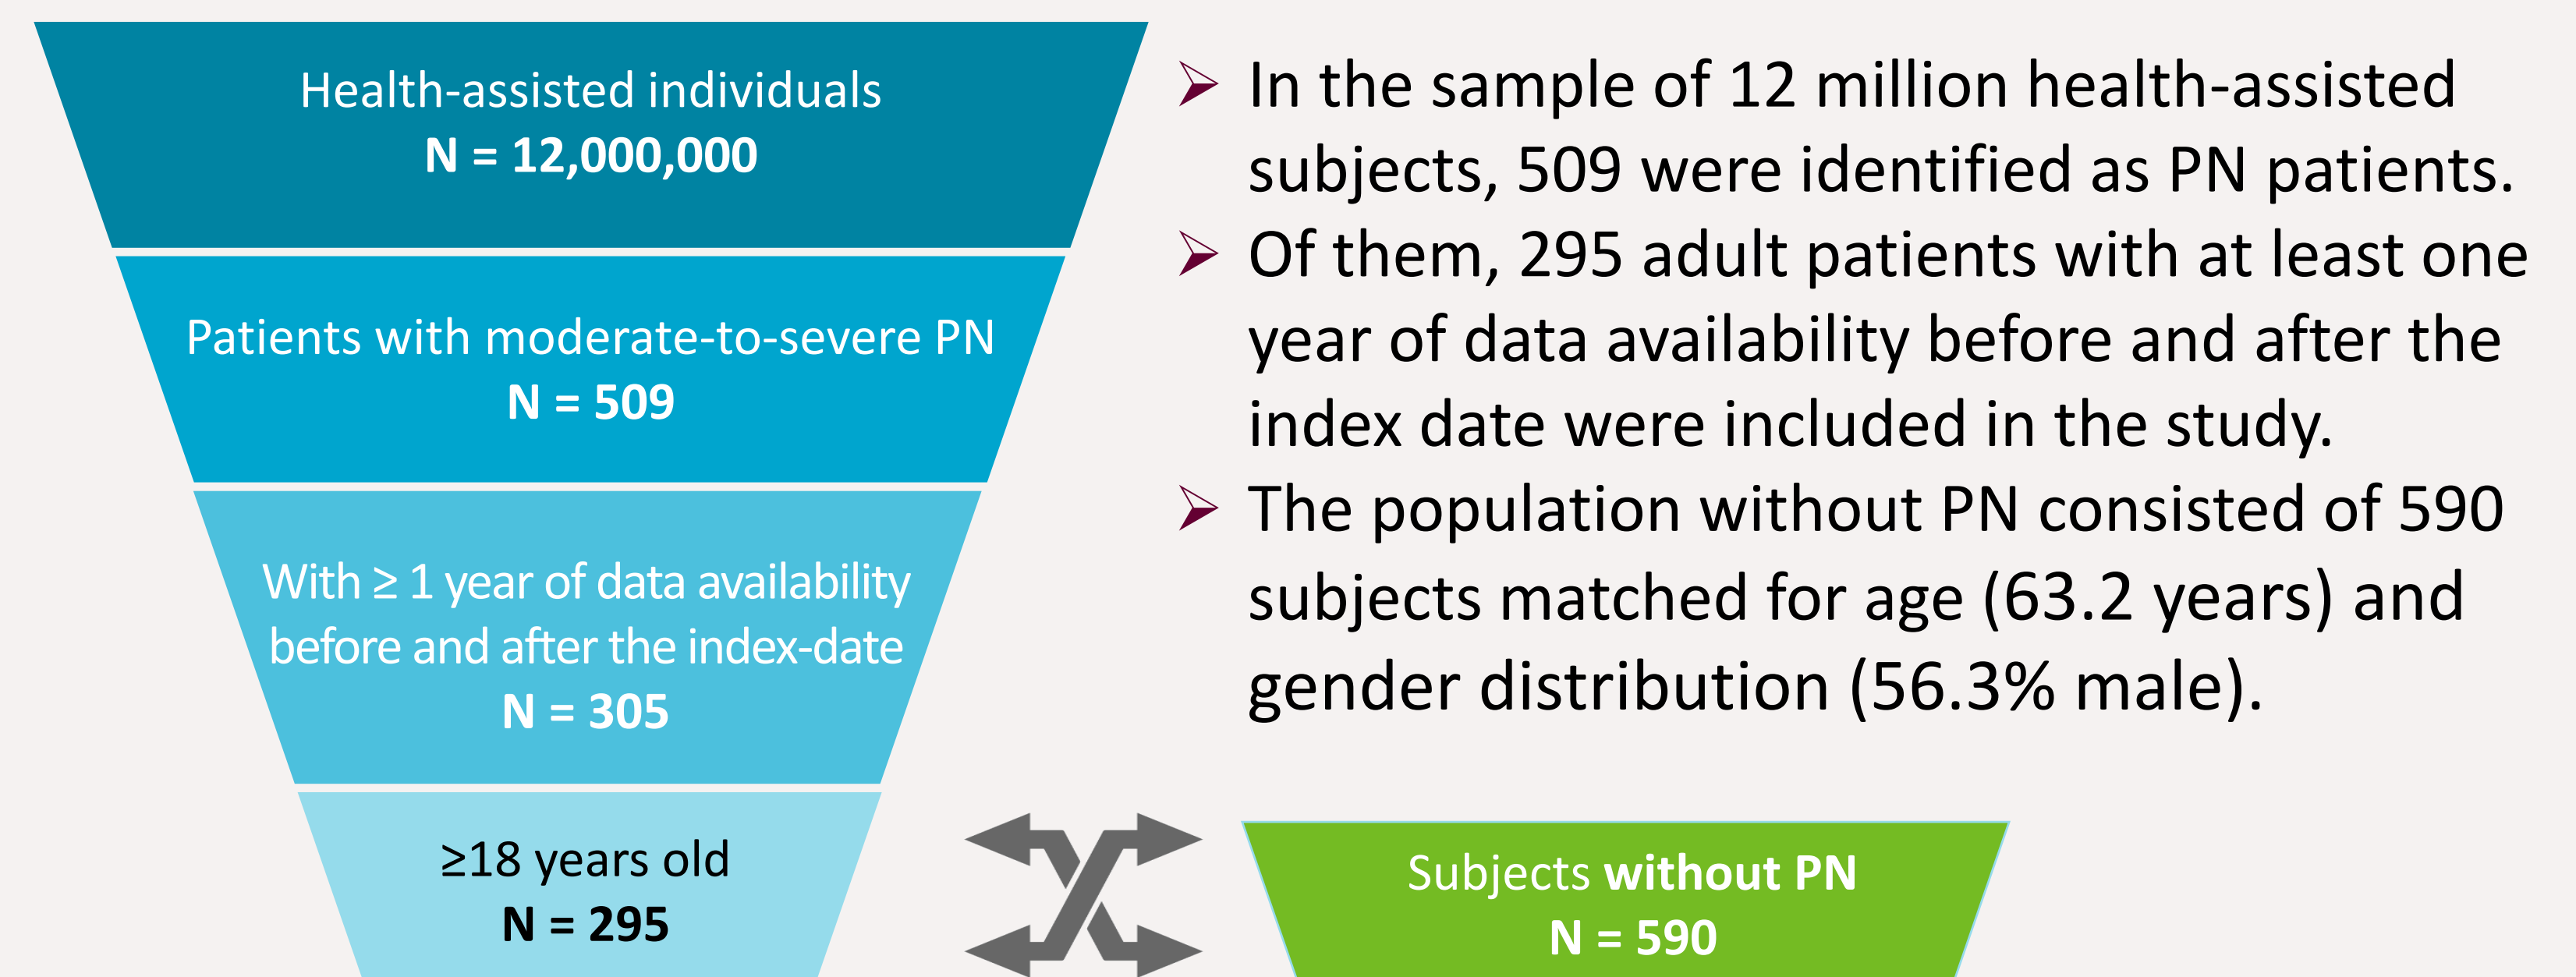 Health-assisted individuals
N = 12,000,000
Patients with moderate-to-severe PN
N = 509
With ≥ 1 year of data availability
before and after the index-date
N = 305
≥18 years old
N = 295
➢ In the sample of 12 million health-assisted
subjects, 509 were identified as PN patients.
➢ Of them, 295 adult patients with at least one
year of data availability before and after the
index date were included in the study.
➢ The population without PN consisted of 590
subjects matched for age (63.2 years) and
gender distribution (56.3% male).
Subjects without PN
N = 590